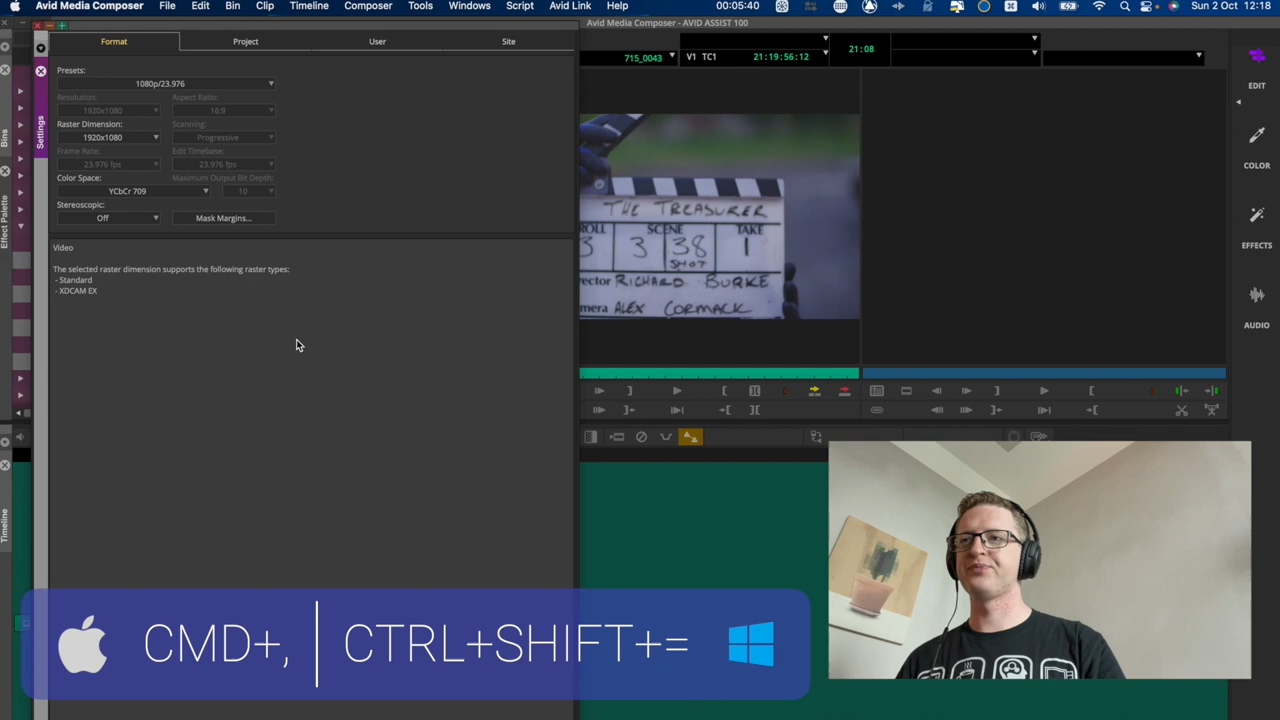 Avid Media Composer File Edit Bin Clip Timeline Composer Tools Windows Script Avid Link Help 00:05:40 Sun 2 Oct 12:18
Avid Media Composer - AVID ASSIST 100
Format Project User Site
715_0043 V1 TC1 21:19:56:12 21:08
Presets:
1080p/23.976
Resolution: Aspect Ratio:
1920x1080 16:9
Raster Dimension: Scanning:
1920x1080 Progressive
Frame Rate: Edit Timebase:
23.976 fps 23.976 fps
Color Space: Maximum Output Bit Depth:
YCbCr 709 10
Stereoscopic:
Off Mask Margins...
Video
The selected raster dimension supports the following raster types:
- Standard
- XDCAM EX
Settings
Bins
Effect Palette
Timeline
THE TREASURER
ROLL SCENE TAKE
3 3 38 1
SHOT
ector RICHARD BURKE
mera ALEX CORMACK
EDIT
COLOR
EFFECTS
AUDIO
CMD+, CTRL+SHIFT+=